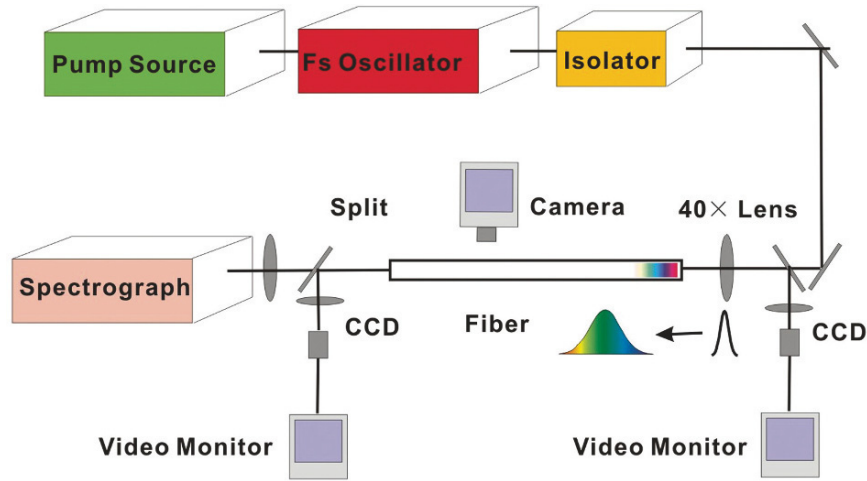 Pump Source
Fs Oscillator
Isolator
Split
Camera
40× Lens
Spectrograph
CCD
Fiber
CCD
Video Monitor
Video Monitor